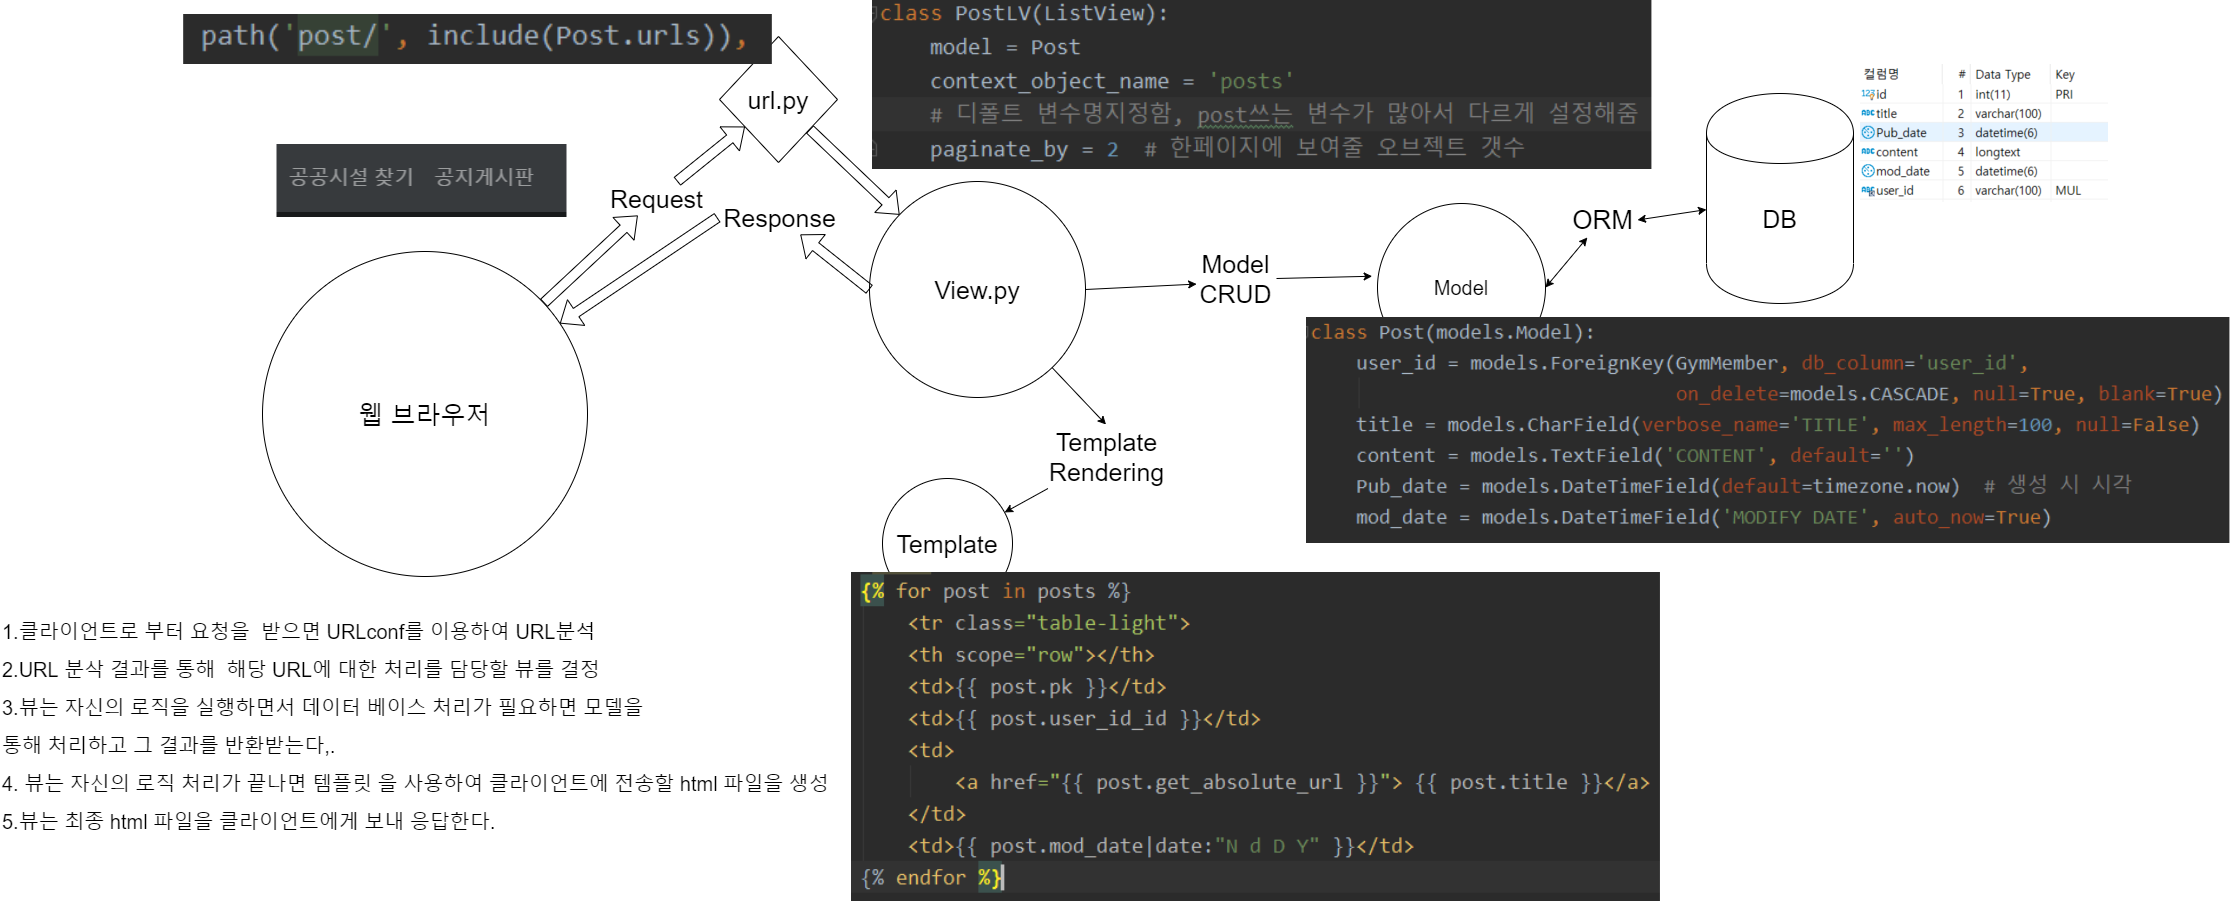 path('post/', include(Post.urls)),
url.py
class PostLV(ListView):
model = Post
context_object_name = 'posts'
# 디폴트 변수명지정함, post쓰는 변수가 많아서 다르게 설정해줌
paginate_by = 2 # 한페이지에 보여줄 오브젝트 갯수
컬럼명 # Data Type Key
123 id 1 int(11) PRI
ABC title 2 varchar(100)
Pub_date 3 datetime(6)
ABC content 4 longtext
mod_date 5 datetime(6)
ABC user_id 6 varchar(100) MUL
공공시설 찾기 공지게시판
Request
Response
웹 브라우저
View.py
Model
CRUD
Model
ORM
DB
class Post(models.Model):
user_id = models.ForeignKey(GymMember, db_column='user_id',
on_delete=models.CASCADE, null=True, blank=True)
title = models.CharField(verbose_name='TITLE', max_length=100, null=False)
content = models.TextField('CONTENT', default='')
Pub_date = models.DateTimeField(default=timezone.now) # 생성 시 시각
mod_date = models.DateTimeField('MODIFY DATE', auto_now=True)
Template
Rendering
Template
{% for post in posts %}
<tr class="table-light">
<th scope="row"></th>
<td>{{ post.pk }}</td>
<td>{{ post.user_id_id }}</td>
<td>
<a href="{{ post.get_absolute_url }}"> {{ post.title }}</a>
</td>
<td>{{ post.mod_date|date:"N d D Y" }}</td>
{% endfor %}
1.클라이언트로 부터 요청을 받으면 URLconf를 이용하여 URL분석
2.URL 분삭 결과를 통해 해당 URL에 대한 처리를 담당할 뷰를 결정
3.뷰는 자신의 로직을 실행하면서 데이터 베이스 처리가 필요하면 모델을
통해 처리하고 그 결과를 반환받는다,.
4. 뷰는 자신의 로직 처리가 끝나면 템플릿 을 사용하여 클라이언트에 전송할 html 파일을 생성
5.뷰는 최종 html 파일을 클라이언트에게 보내 응답한다.